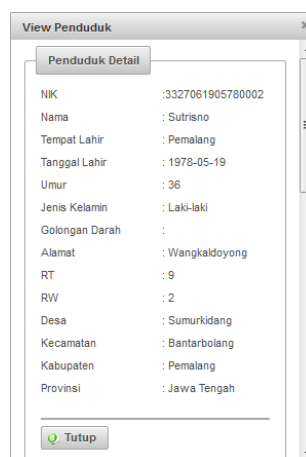 View Penduduk
Penduduk Detail
NIK :3327061905780002
Nama : Sutrisno
Tempat Lahir : Pemalang
Tanggal Lahir : 1978-05-19
Umur : 36
Jenis Kelamin : Laki-laki
Golongan Darah :
Alamat : Wangkaldoyong
RT : 9
RW : 2
Desa : Sumurkidang
Kecamatan : Bantarbolang
Kabupaten : Pemalang
Provinsi : Jawa Tengah
Tutup